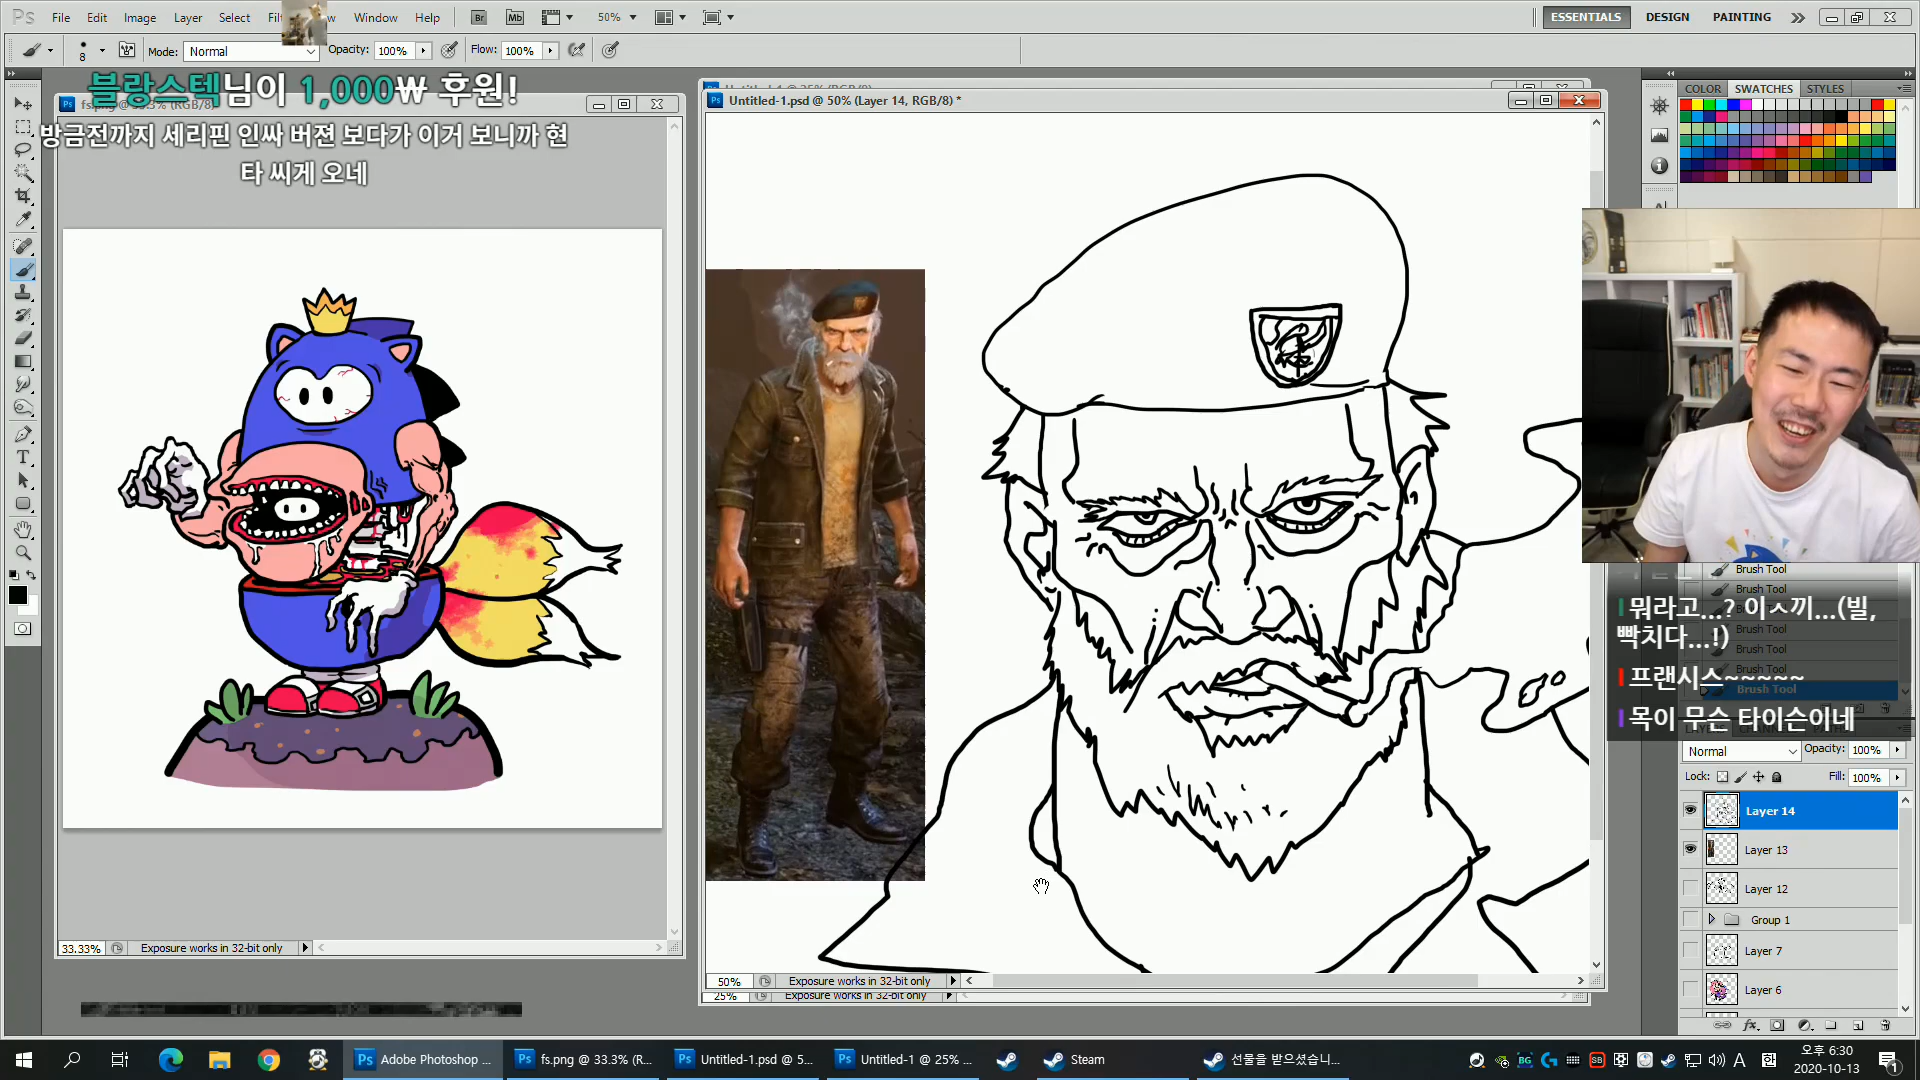 Ps File Edit Image Layer Select Window Help Br Mb 50% ESSENTIALS DESIGN PAINTING
8 Mode: Normal Opacity: 100% Flow: 100%
블랑스텍님이 1,000₩ 후원!
방금전까지 세리핀 인싸 버젼 보다가 이거 보니까 현
타 씨게 오네
Untitled-1.psd @ 50% (Layer 14, RGB/8) *
COLOR SWATCHES STYLES
Brush Tool
Brush Tool
Brush Tool
Brush Tool
Brush Tool
뭐라고...? 이ㅅ끼...(빌,
빡치다...!)
프랜시스~~~~~
목이 무슨 타이슨이네
Normal Opacity: 100%
Lock: Fill: 100%
Layer 14
Layer 13
Layer 12
Group 1
Layer 7
Layer 6
33.33% Exposure works in 32-bit only
50% Exposure works in 32-bit only
25% Exposure works in 32-bit only
Adobe Photoshop ...
fs.png @ 33.3% (R...
Untitled-1.psd @ 5...
Untitled-1 @ 25% ...
Steam
선물을 받으셨습니...
A
오후 6:30
2020-10-13